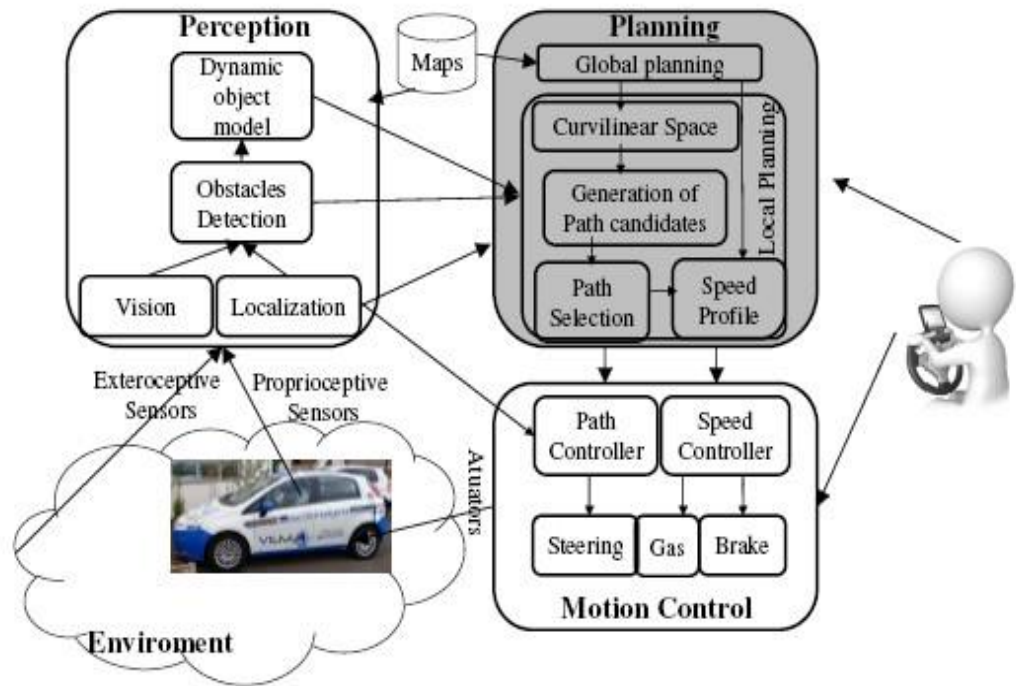 Perception
Dynamic
object
model
Obstacles
Detection
Vision
Localization
Maps
Planning
Global planning
Curvilinear Space
Generation of
Path candidates
Path
Selection
Speed
Profile
Local Planning
Exteroceptive
Sensors
Proprioceptive
Sensors
Atuators
Path
Controller
Speed
Controller
Steering
Gas
Brake
Motion Control
VILMA
Enviroment